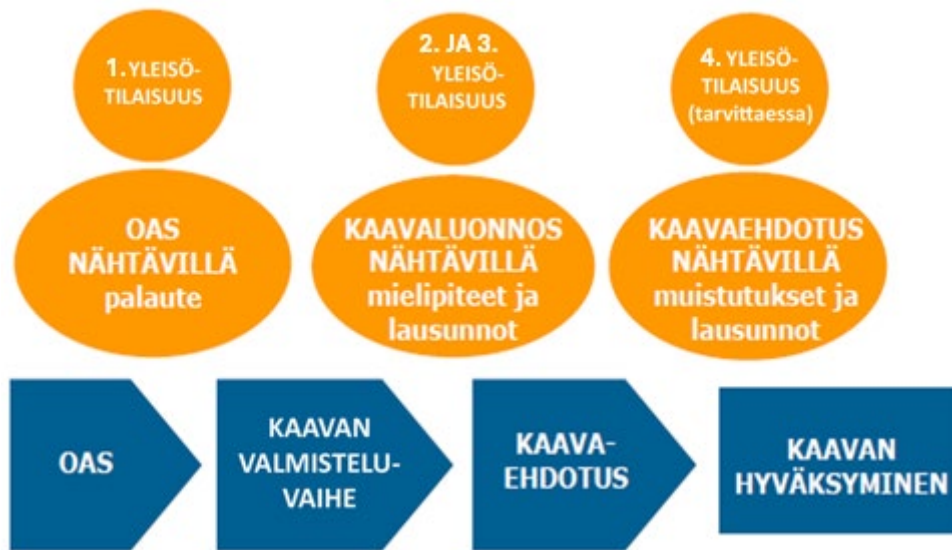 1. YLEISÖ-
TILAISUUS
2. JA 3.
YLEISÖ-
TILAISUUS
4. YLEISÖ-
TILAISUUS
(tarvittaessa)
OAS
NÄHTÄVILLÄ
palaute
KAAVALUONNOS
NÄHTÄVILLÄ
mielipiteet ja
lausunnot
KAAVAEHDOTUS
NÄHTÄVILLÄ
muistutukset ja
lausunnot
OAS
KAAVAN
VALMISTELU-
VAIHE
KAAVA-
EHDOTUS
KAAVAN
HYVÄKSYMINEN